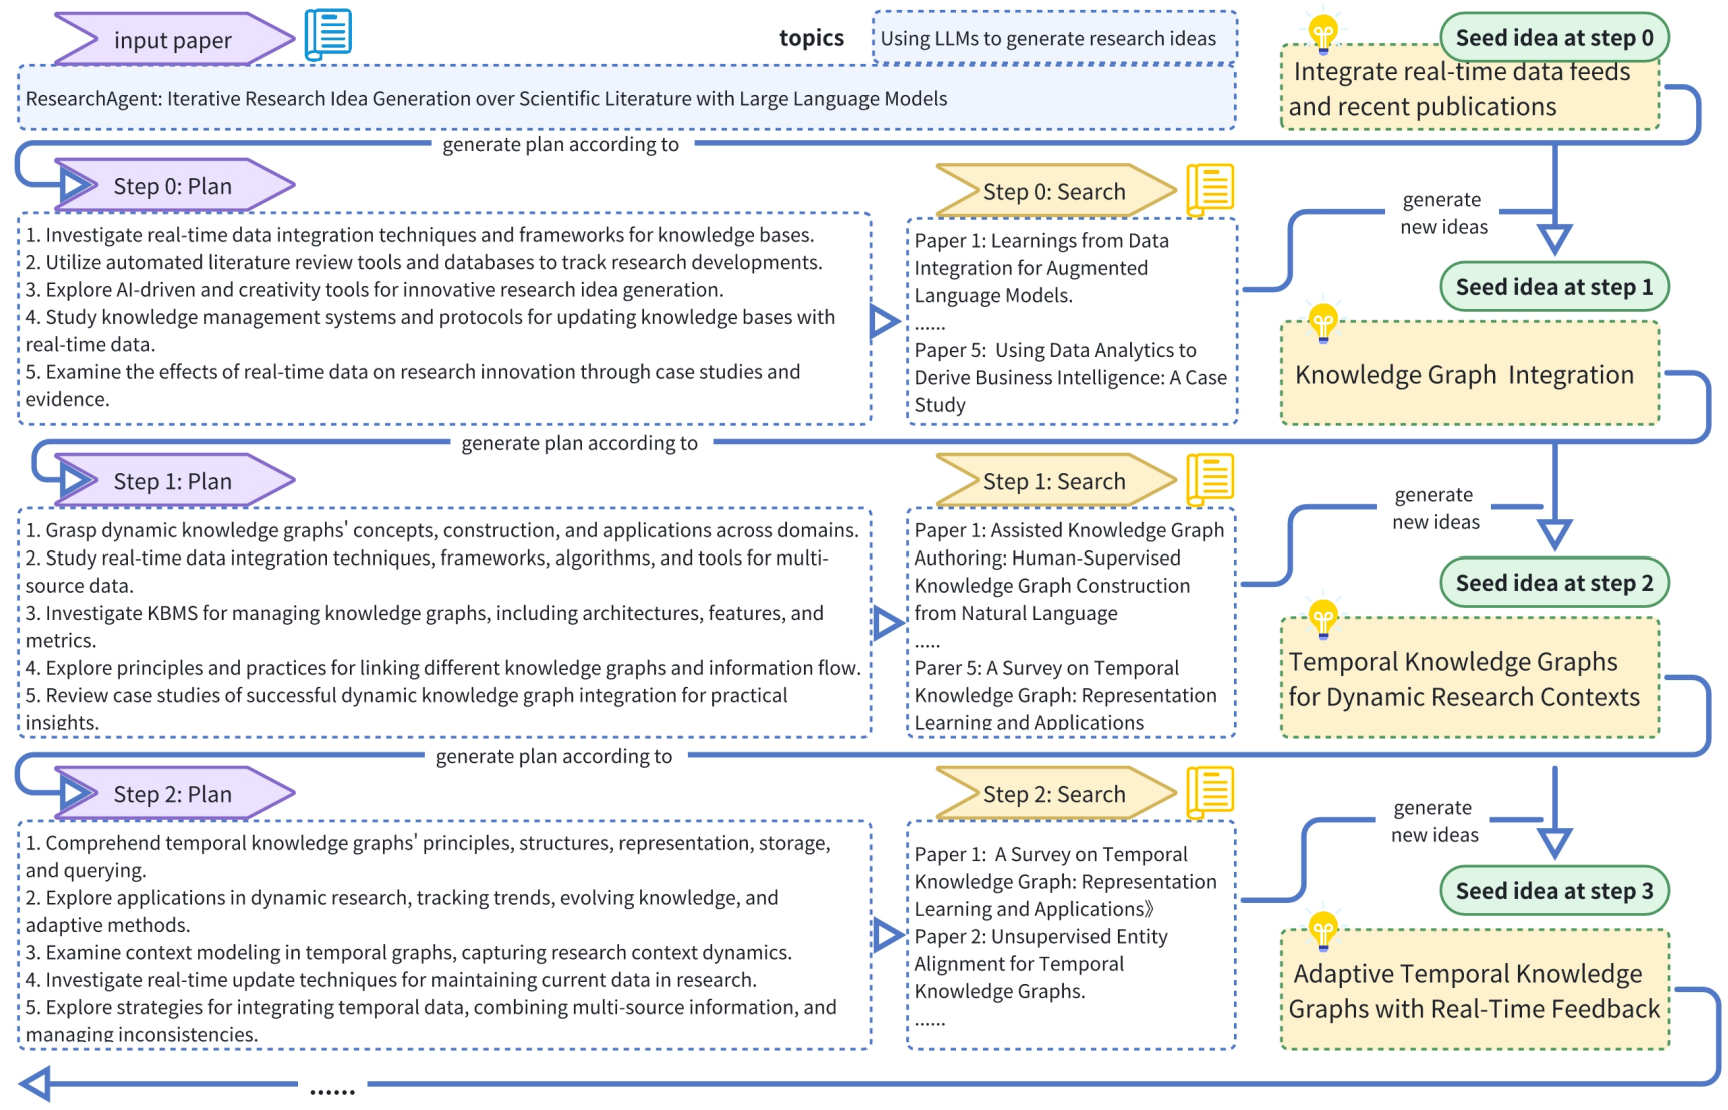 input paper
topics
Using LLMs to generate research ideas
Seed idea at step 0
Integrate real-time data feeds
and recent publications
ResearchAgent: Iterative Research Idea Generation over Scientific Literature with Large Language Models
generate plan according to
Step 0: Plan
1. Investigate real-time data integration techniques and frameworks for knowledge bases.
2. Utilize automated literature review tools and databases to track research developments.
3. Explore AI-driven and creativity tools for innovative research idea generation.
4. Study knowledge management systems and protocols for updating knowledge bases with
real-time data.
5. Examine the effects of real-time data on research innovation through case studies and
evidence.
Step 0: Search
Paper 1: Learnings from Data
Integration for Augmented
Language Models.
......
Paper 5:  Using Data Analytics to
Derive Business Intelligence: A Case
Study
generate
new ideas
Seed idea at step 1
Knowledge Graph  Integration
generate plan according to
Step 1: Plan
1. Grasp dynamic knowledge graphs' concepts, construction, and applications across domains.
2. Study real-time data integration techniques, frameworks, algorithms, and tools for multi-
source data.
3. Investigate KBMS for managing knowledge graphs, including architectures, features, and
metrics.
4. Explore principles and practices for linking different knowledge graphs and information flow.
5. Review case studies of successful dynamic knowledge graph integration for practical
insights.
Step 1: Search
Paper 1: Assisted Knowledge Graph
Authoring: Human-Supervised
Knowledge Graph Construction
from Natural Language
.....
Parer 5: A Survey on Temporal
Knowledge Graph: Representation
Learning and Applications
generate
new ideas
Seed idea at step 2
Temporal Knowledge Graphs
for Dynamic Research Contexts
generate plan according to
Step 2: Plan
1. Comprehend temporal knowledge graphs' principles, structures, representation, storage,
and querying.
2. Explore applications in dynamic research, tracking trends, evolving knowledge, and
adaptive methods.
3. Examine context modeling in temporal graphs, capturing research context dynamics.
4. Investigate real-time update techniques for maintaining current data in research.
5. Explore strategies for integrating temporal data, combining multi-source information, and
managing inconsistencies.
Step 2: Search
Paper 1:  A Survey on Temporal
Knowledge Graph: Representation
Learning and Applications》
Paper 2: Unsupervised Entity
Alignment for Temporal
Knowledge Graphs.
......
generate
new ideas
Seed idea at step 3
Adaptive Temporal Knowledge
Graphs with Real-Time Feedback
......